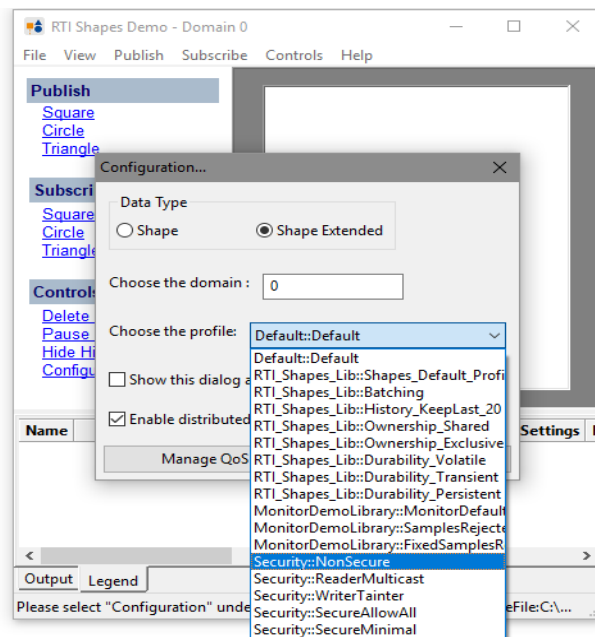 RTI Shapes Demo - Domain 0
File View Publish Subscribe Controls Help
Publish
Square
Circle
Triangle
Configuration...
Data Type
Shape
Shape Extended
Subscri
Square
Circle
Triangle
Choose the domain :
0
Controls
Delete
Pause
Hide Hi
Configu
Choose the profile:
Default::Default
Default::Default
RTI_Shapes_Lib::Shapes_Default_Profi
RTI_Shapes_Lib::Batching
RTI_Shapes_Lib::History_KeepLast_20
RTI_Shapes_Lib::Ownership_Shared
RTI_Shapes_Lib::Ownership_Exclusive
RTI_Shapes_Lib::Durability_Volatile
RTI_Shapes_Lib::Durability_Transient
RTI_Shapes_Lib::Durability_Persistent
MonitorDemoLibrary::MonitorDefault
MonitorDemoLibrary::SamplesRejecte
MonitorDemoLibrary::FixedSamplesR
Security::NonSecure
Security::ReaderMulticast
Security::WriterTainter
Security::SecureAllowAll
Security::SecureMinimal
Show this dialog a
Enable distributed
Manage QoS
Name
Settings
Output Legend
Please select "Configuration" unde
eFile:C:\...